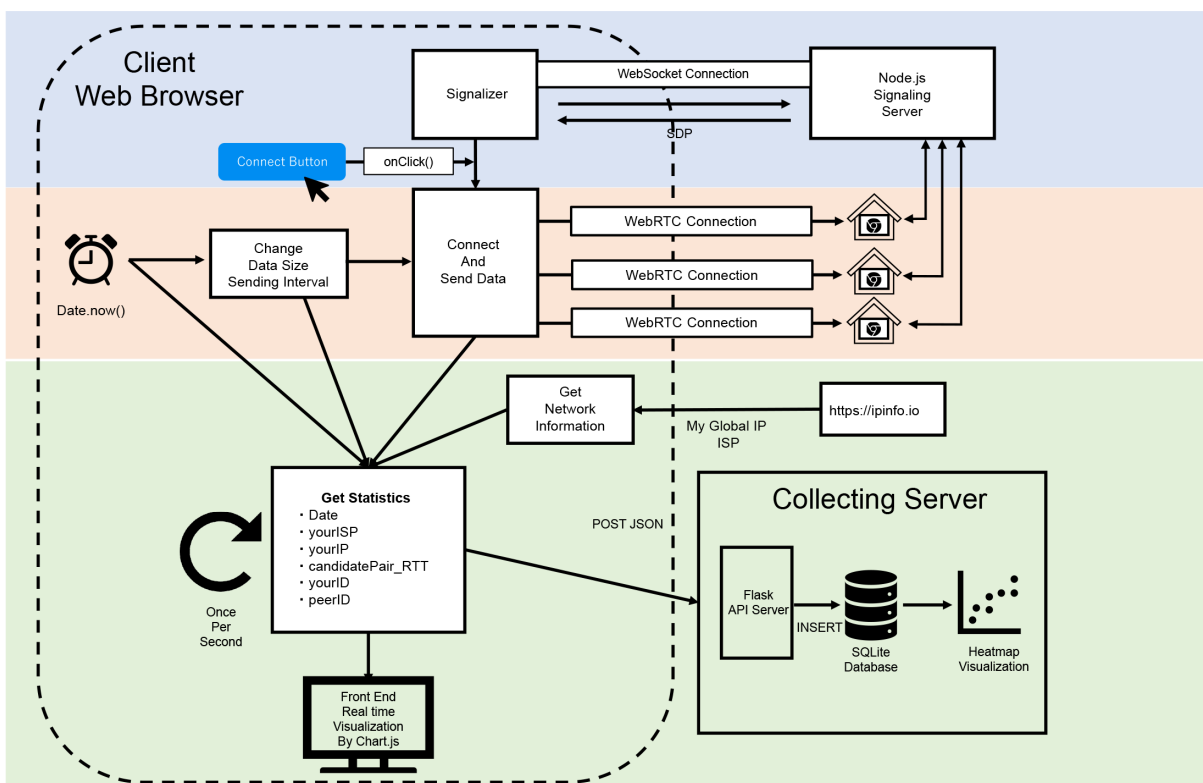 Client
Web Browser
Signalizer
WebSocket Connection
SDP
Node.js
Signaling
Server
Connect Button
onClick()
Date.now()
Change
Data Size
Sending Interval
Connect
And
Send Data
WebRTC Connection
WebRTC Connection
WebRTC Connection
Get
Network
Information
My Global IP
ISP
https://ipinfo.io
Once
Per
Second
Get Statistics
・Date
・yourISP
・yourIP
・candidatePair_RTT
・yourID
・peerID
POST JSON
Collecting Server
Flask
API Server
INSERT
SQLite
Database
Heatmap
Visualization
Front End
Real time
Visualization
By Chart.js